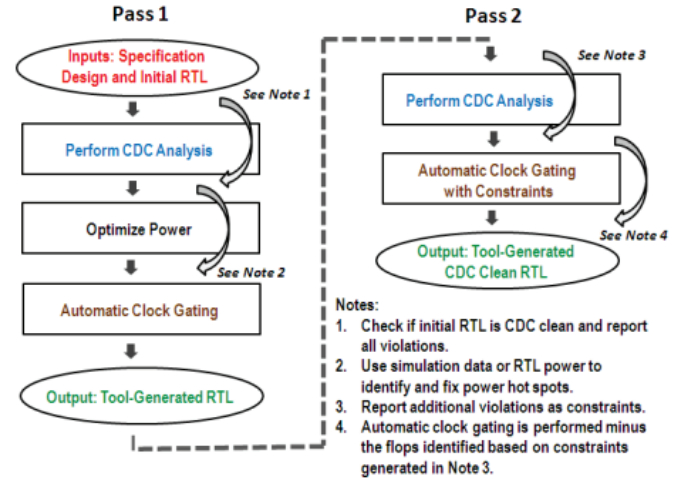 Pass 1
Inputs: Specification
Design and Initial RTL
See Note 1
Perform CDC Analysis
Optimize Power
See Note 2
Automatic Clock Gating
Output: Tool-Generated RTL
Pass 2
See Note 3
Perform CDC Analysis
Automatic Clock Gating
with Constraints
See Note 4
Output: Tool-Generated
CDC Clean RTL
Notes:
1. Check if initial RTL is CDC clean and report
all violations.
2. Use simulation data or RTL power to
identify and fix power hot spots.
3. Report additional violations as constraints.
4. Automatic clock gating is performed minus
the flops identified based on constraints
generated in Note 3.